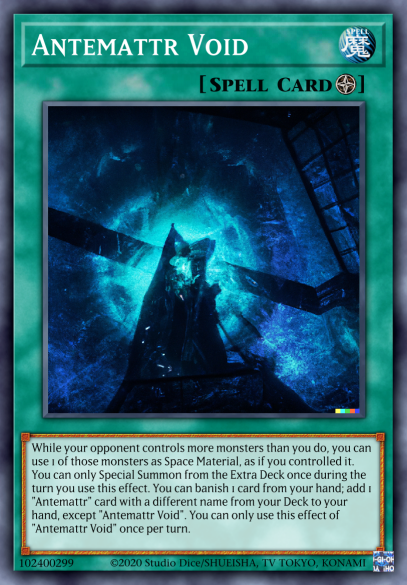 Antemattr Void
SPELL
魔
[Spell Card]
While your opponent controls more monsters than you do, you can
use 1 of those monsters as Space Material, as if you controlled it.
You can only Special Summon from the Extra Deck once during the
turn you use this effect. You can banish 1 card from your hand; add 1
"Antemattr" card with a different name from your Deck to your
hand, except "Antemattr Void". You can only use this effect of
"Antemattr Void" once per turn.
102400299 ©2020 Studio Dice/SHUEISHA, TV TOKYO, KONAMI